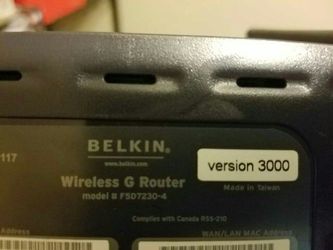 BELKIN.
www.belkin.com
version 3000
117
Wireless G Router
Made in Taiwan
model # F5D7230-4
Complies with Canada RSS-210
Address
WAN/LAN MAC Address